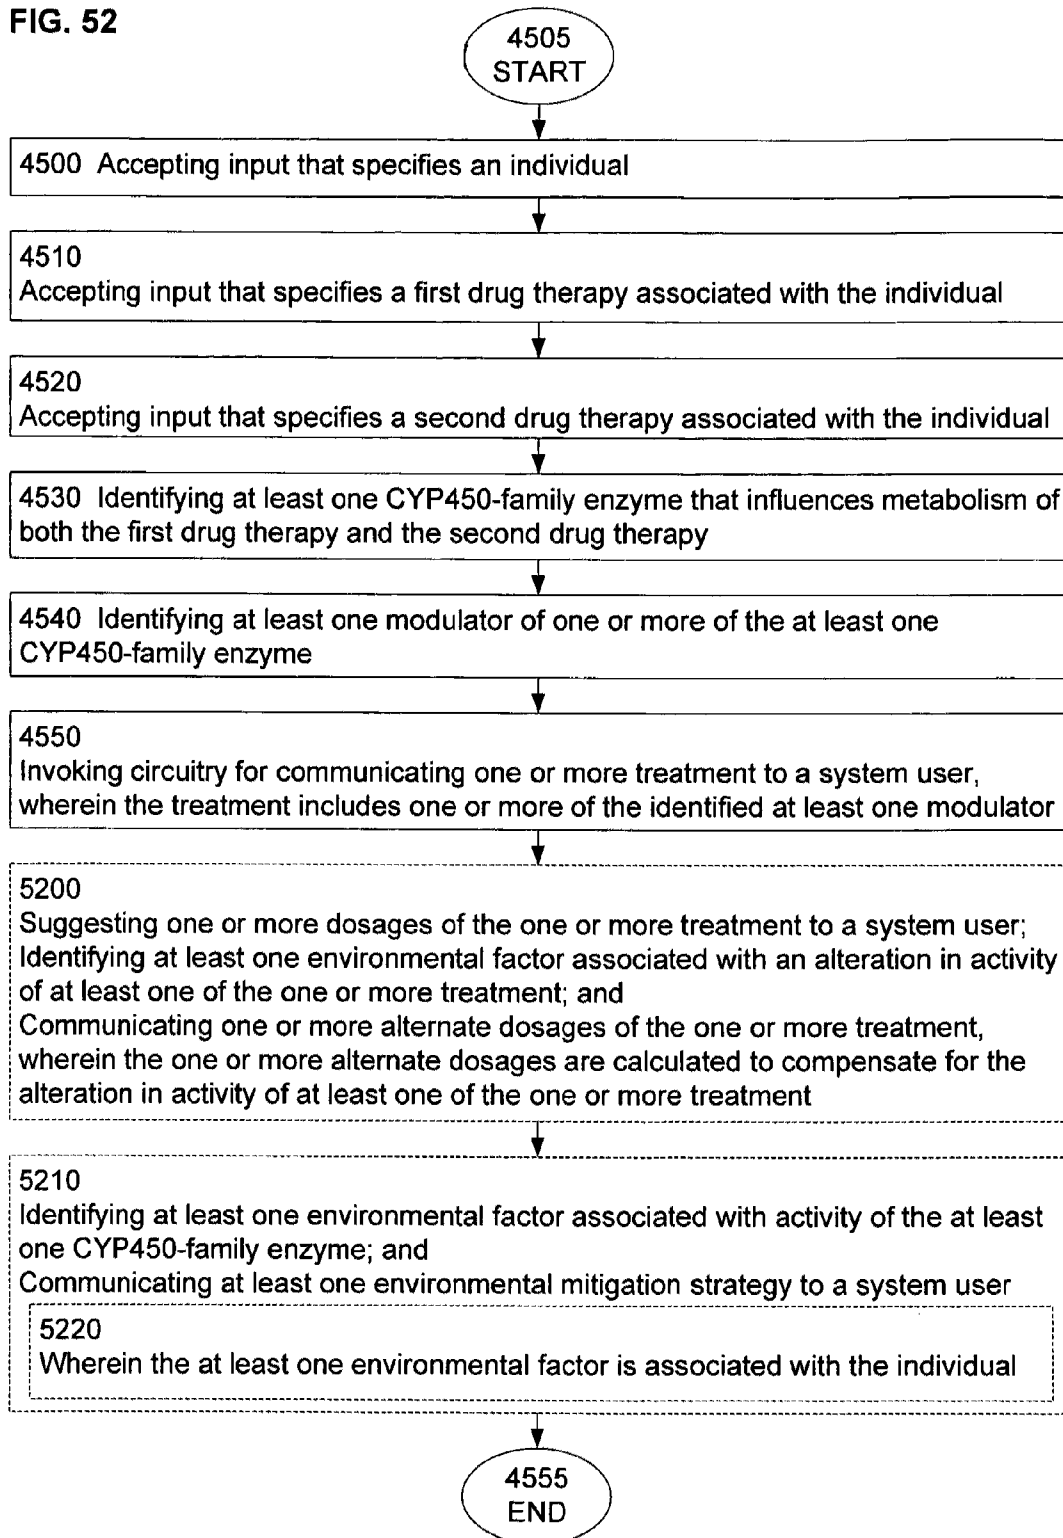 FIG. 52
4505
START
4500 Accepting input that specifies an individual
4510
Accepting input that specifies a first drug therapy associated with the individual
4520
Accepting input that specifies a second drug therapy associated with the individual
4530 Identifying at least one CYP450-family enzyme that influences metabolism of
both the first drug therapy and the second drug therapy
4540 Identifying at least one modulator of one or more of the at least one
CYP450-family enzyme
4550
Invoking circuitry for communicating one or more treatment to a system user,
wherein the treatment includes one or more of the identified at least one modulator
5200
Suggesting one or more dosages of the one or more treatment to a system user;
Identifying at least one environmental factor associated with an alteration in activity
of at least one of the one or more treatment; and
Communicating one or more alternate dosages of the one or more treatment,
wherein the one or more alternate dosages are calculated to compensate for the
alteration in activity of at least one of the one or more treatment
5210
Identifying at least one environmental factor associated with activity of the at least
one CYP450-family enzyme; and
Communicating at least one environmental mitigation strategy to a system user
5220
Wherein the at least one environmental factor is associated with the individual
4555
END